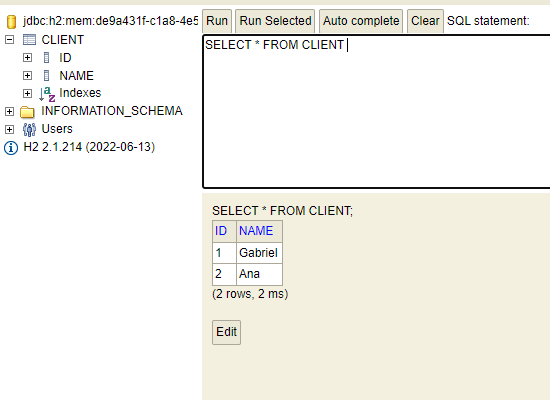 jdbc:h2:mem:de9a431f-c1a8-4e5
CLIENT
ID
NAME
Indexes
INFORMATION_SCHEMA
Users
H2 2.1.214 (2022-06-13)
Run Run Selected Auto complete Clear SQL statement:
SELECT * FROM CLIENT
SELECT * FROM CLIENT;
ID NAME
1 Gabriel
2 Ana
(2 rows, 2 ms)
Edit